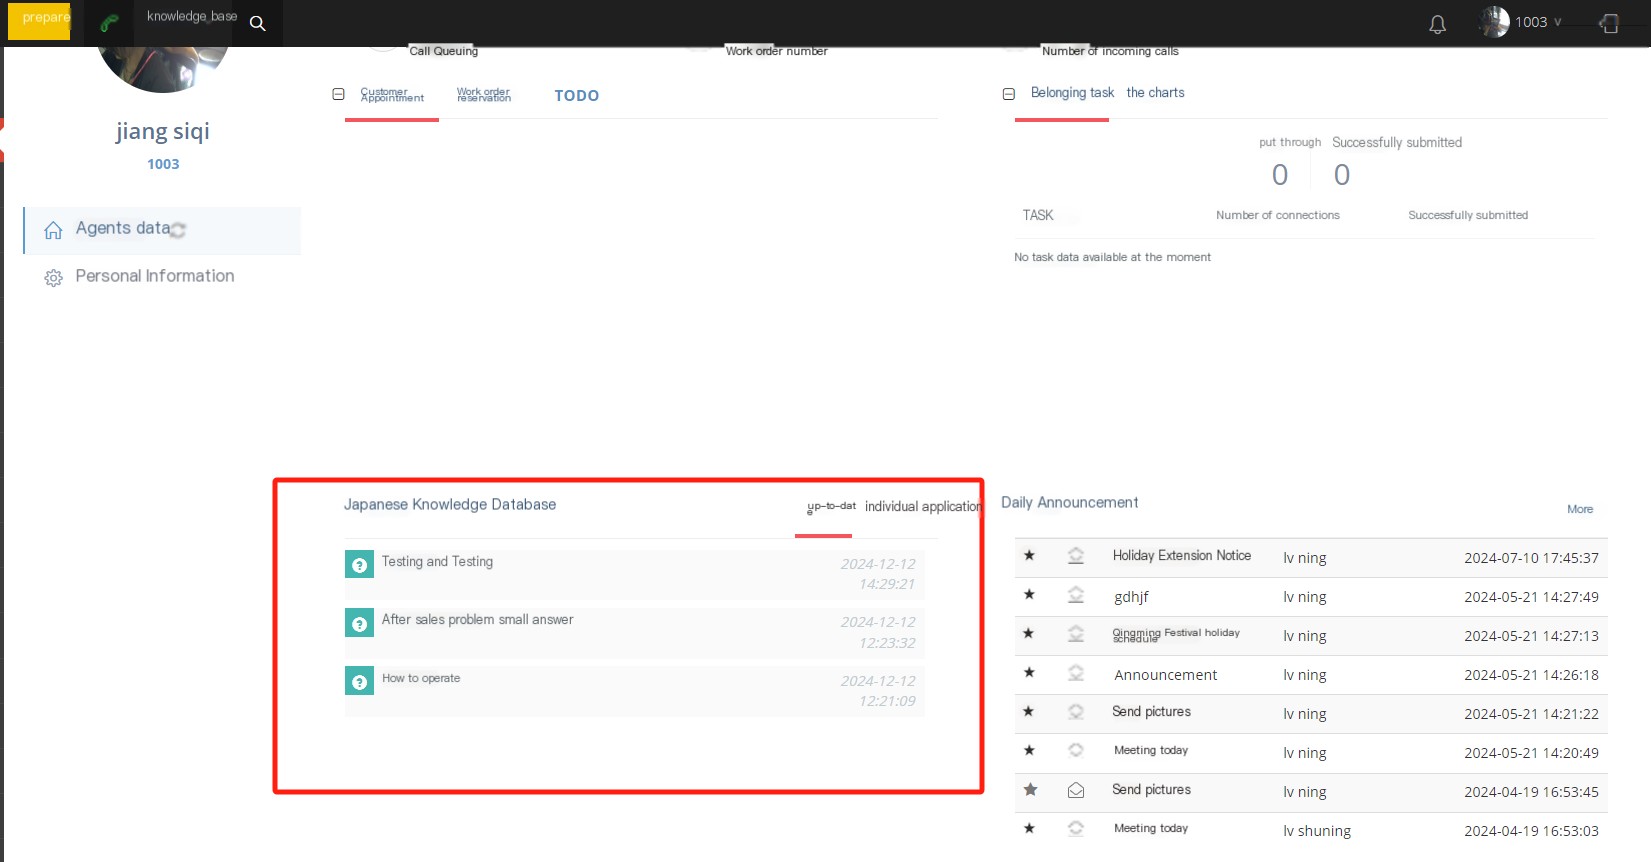 prepare
knowledge_base
1003
Call Queuing
Work order number
Number of incoming calls
Customer
Appointment
Work order
reservation
TODO
Belonging task
the charts
jiang siqi
1003
put through
Successfully submitted
0
0
Agents data
Personal Information
TASK
Number of connections
Successfully submitted
No task data available at the moment
Japanese Knowledge Database
up-to-dat
e
individual application
Testing and Testing
2024-12-12
14:29:21
After sales problem small answer
2024-12-12
12:23:32
How to operate
2024-12-12
12:21:09
Daily Announcement
More
Holiday Extension Notice lv ning 2024-07-10 17:45:37
gdhjf lv ning 2024-05-21 14:27:49
Qingming Festival holiday
schedule
lv ning 2024-05-21 14:27:13
Announcement lv ning 2024-05-21 14:26:18
Send pictures lv ning 2024-05-21 14:21:22
Meeting today lv ning 2024-05-21 14:20:49
Send pictures lv ning 2024-04-19 16:53:45
Meeting today lv shuning 2024-04-19 16:53:03